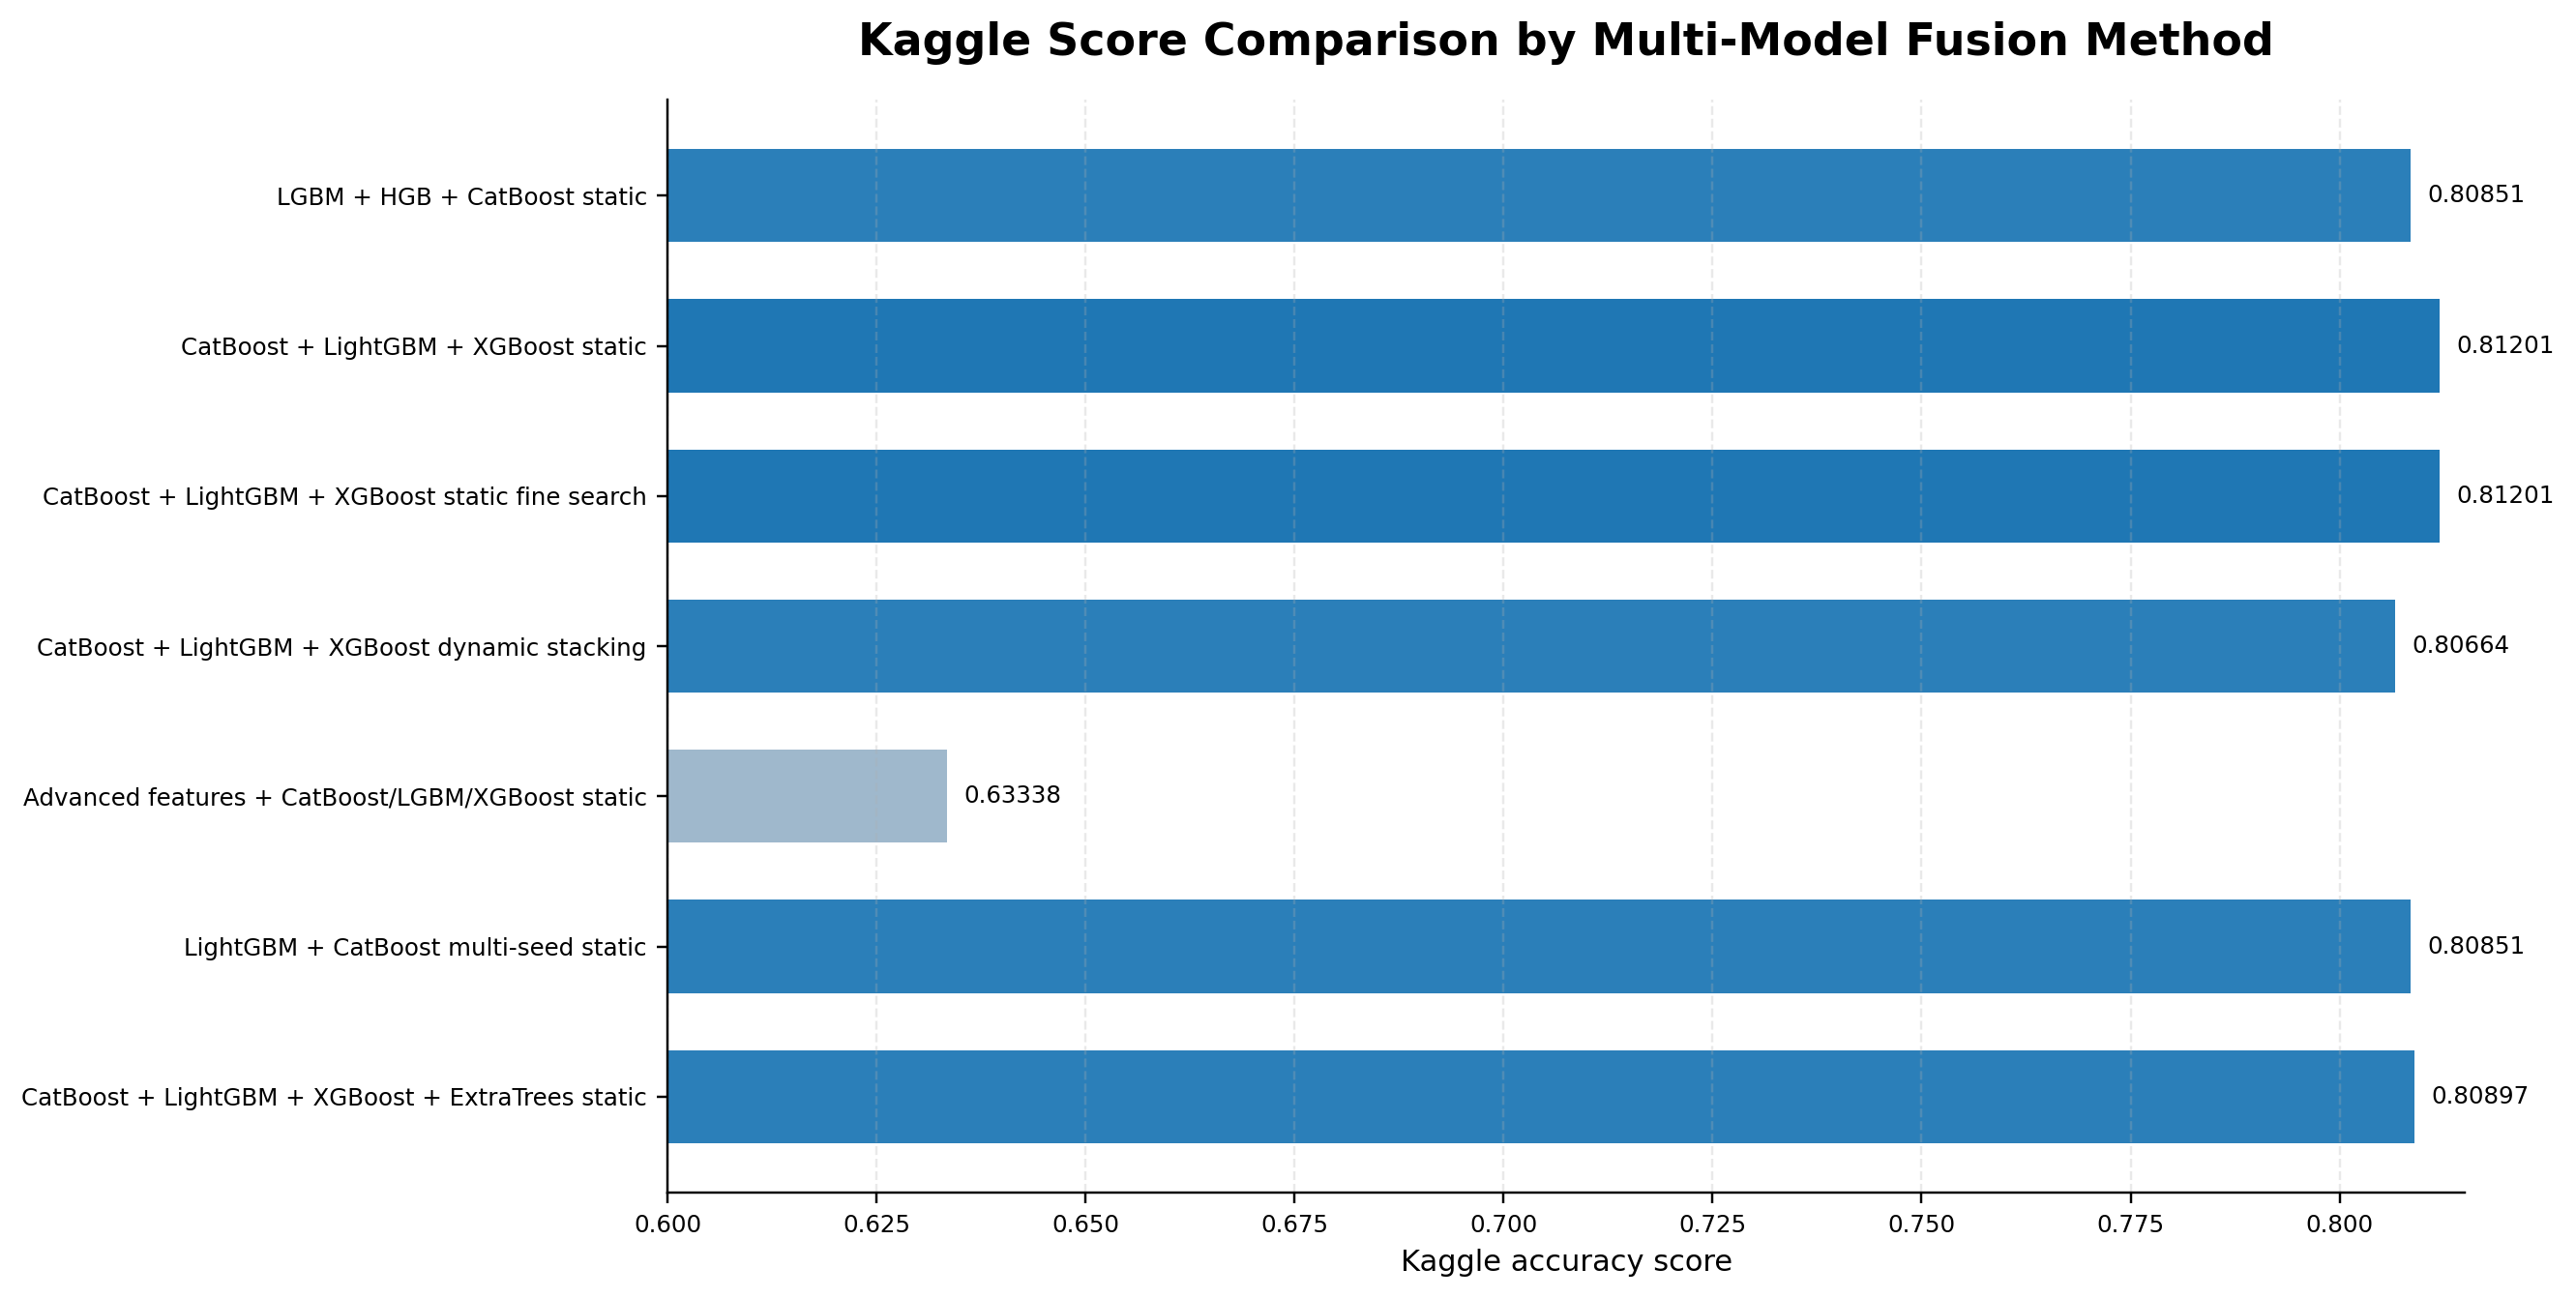 Kaggle Score Comparison by Multi-Model Fusion Method
LGBM + HGB + CatBoost static
0.80851
CatBoost + LightGBM + XGBoost static
0.81201
CatBoost + LightGBM + XGBoost static fine search
0.81201
CatBoost + LightGBM + XGBoost dynamic stacking
0.80664
Advanced features + CatBoost/LGBM/XGBoost static
0.63338
LightGBM + CatBoost multi-seed static
0.80851
CatBoost + LightGBM + XGBoost + ExtraTrees static
0.80897
0.600 0.625 0.650 0.675 0.700 0.725 0.750 0.775 0.800
Kaggle accuracy score